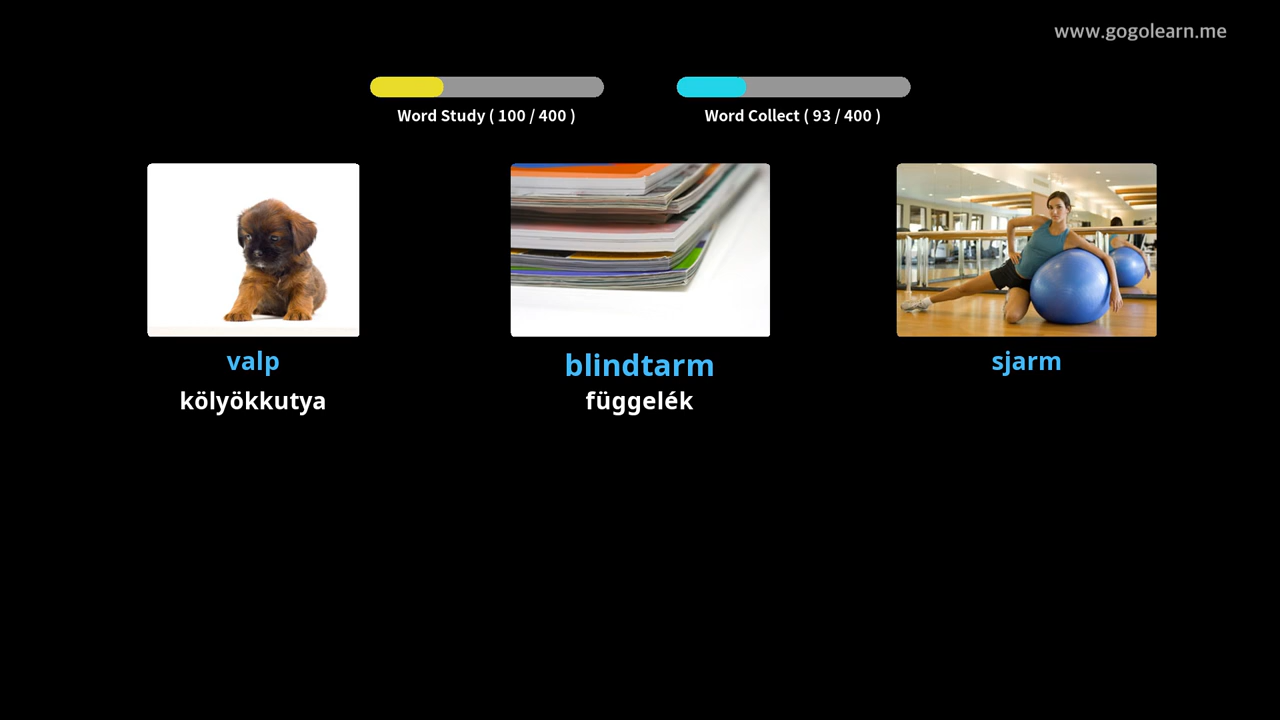 www.gogolearn.me
Word Study ( 100 / 400 )
Word Collect ( 93 / 400 )
valp
blindtarm
sjarm
kölyökkutya
függelék